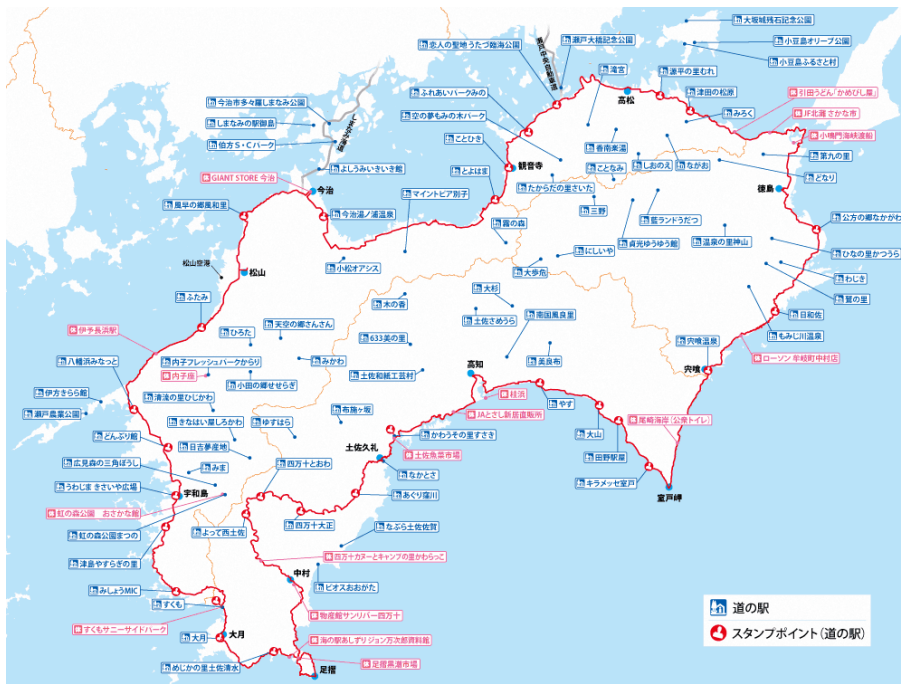 大坂城残石記念公園
小豆島オリーブ公園
小豆島ふるさと村
瀬戸大橋記念公園
恋人の聖地うたづ臨海公園
瀬戸中央自動車道
滝宮
源平の里むれ
高松
津田の松原
引田うどん「かめびし屋」
ふれあいパークみの
今治市多々羅しまなみ公園
空の夢もみの木パーク
みろく
JF北灘 さかな市
しまなみの駅御島
しまなみ海道
小鳴門海峡渡船
伯方S・Cパーク
ことひき
香南楽湯
しおのえ
ながお
第九の里
観音寺
よしうみいきいき館
とよはま
ことなみ
どなり
GIANT STORE 今治
今治
たからだの里さいた
徳島
マイントピア別子
三野
風早の郷風和里
今治湯ノ浦温泉
霧の森
貞光ゆうゆう館
藍ランドうだつ
公方の郷なかがわ
温泉の里神山
にしいや
ひなの里かつうら
松山空港
松山
小松オアシス
大歩危
わじき
鷲の里
大杉
ふたみ
木の香
土佐さめうら
南国風良里
日和佐
伊予長浜駅
ひろた
天空の郷さんさん
633美の里
もみじ川温泉
宍喰温泉
八幡浜みなっと
内子フレッシュパークからり
みかわ
美良布
ローソン 牟岐町中村店
内子座
小田の郷せせらぎ
土佐和紙工芸村
高知
宍喰
伊方きらら館
清流の里ひじかわ
桂浜
瀬戸農業公園
布施ヶ坂
JAとさし新居直販所
やす
きなはい屋しろかわ
ゆすはら
尾崎海岸(公衆トイレ)
どんぶり館
日吉夢産地
かわうその里すさき
大山
土佐久礼
土佐魚菜市場
田野駅屋
広見森の三角ぼうし
みま
四万十とおわ
なかとさ
うわじま きさいや広場
宇和島
あぐり窪川
キラメッセ室戸
室戸岬
虹の森公園 おさかな館
よって西土佐
四万十大正
なぶら土佐佐賀
虹の森公園まつの
津島やすらぎの里
四万十カヌーとキャンプの里かわらっこ
中村
ビオスおおがた
みしょうMIC
すくも
物産館サンリバー四万十
すくもサニーサイドパーク
大月
大月
海の駅あしずりジョン万次郎資料館
めじかの里土佐清水
足摺黒潮市場
足摺
道の駅
スタンプポイント(道の駅)